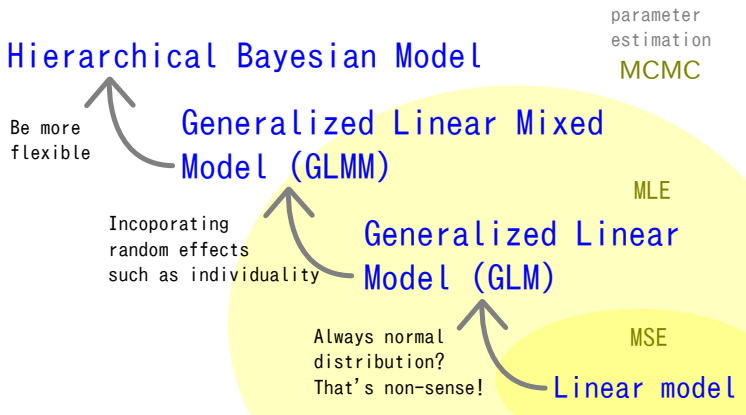 parameter
estimation
MCMC
Hierarchical Bayesian Model
Be more
flexible
Generalized Linear Mixed
Model (GLMM)
MLE
Incoporating
random effects
such as individuality
Generalized Linear
Model (GLM)
Always normal
distribution?
That's non-sense!
MSE
Linear model